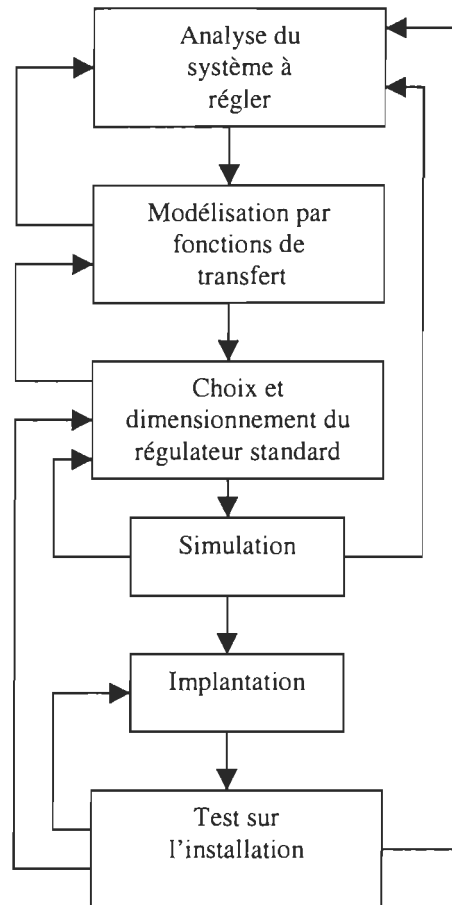 Analyse du
système à
régler
Modélisation par
fonctions de
transfert
Choix et
dimensionnement du
régulateur standard
Simulation
Implantation
Test sur
l'installation